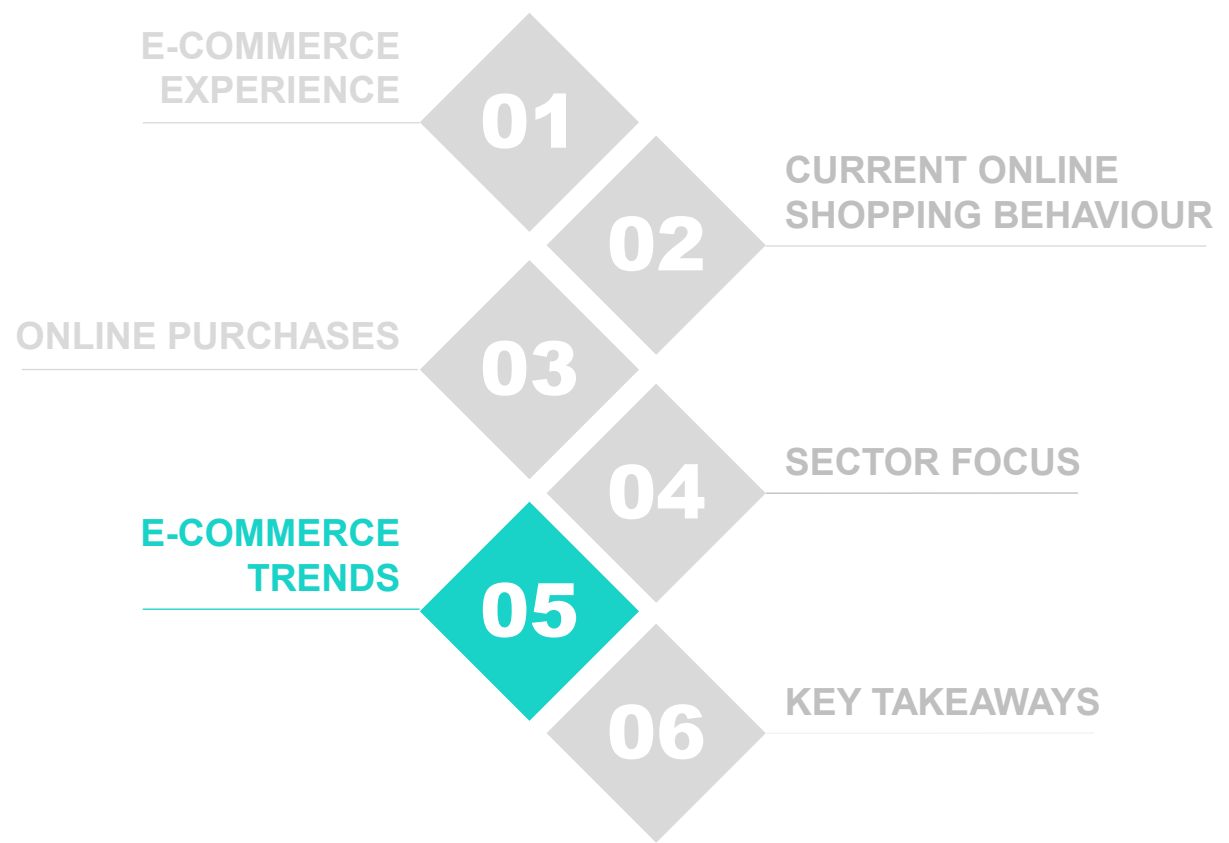 E-COMMERCE
EXPERIENCE
01
CURRENT ONLINE
SHOPPING BEHAVIOUR
02
ONLINE PURCHASES
03
SECTOR FOCUS
04
E-COMMERCE
TRENDS
05
KEY TAKEAWAYS
06